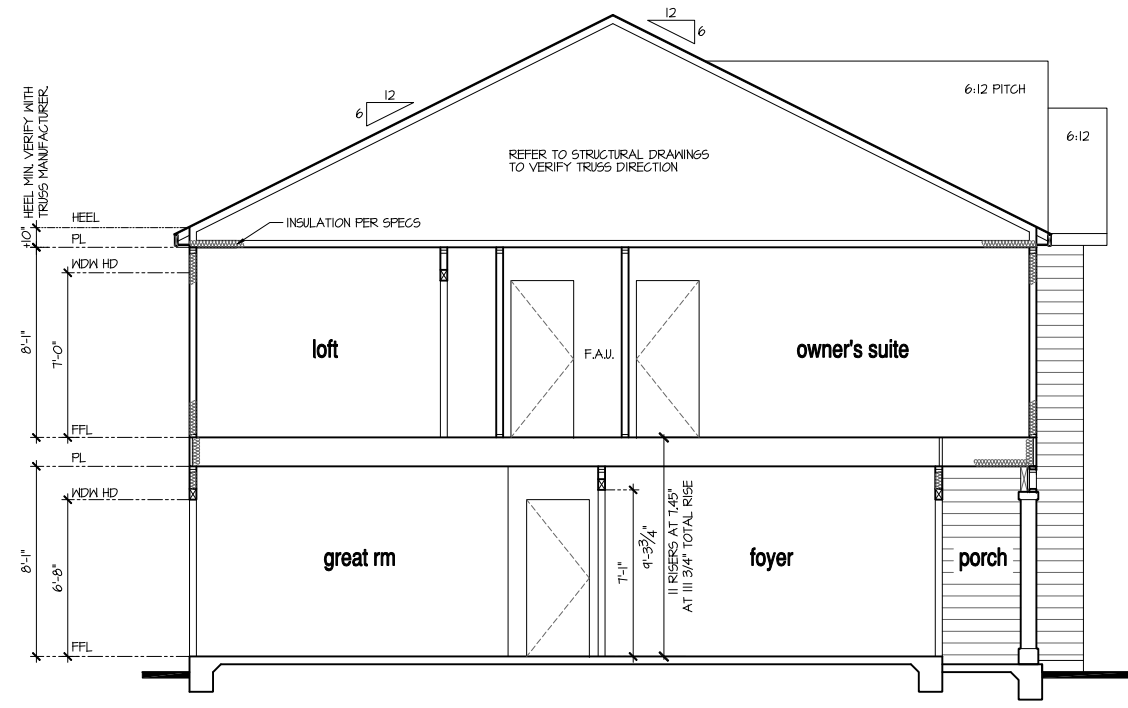 12
6
12
6
6:12 PITCH
6:12
REFER TO STRUCTURAL DRAWINGS
TO VERIFY TRUSS DIRECTION
±10" HEEL MIN. VERIFY WITH
TRUSS MANUFACTURER.
HEEL
INSULATION PER SPECS
PL
WDW HD
8'-1"
7'-0"
loft
F.A.U.
owner's suite
FFL
PL
WDW HD
8'-1"
6'-8"
great rm
7'-1"
9'-3 3/4"
11 RISERS AT 7.45"
AT 111 3/4" TOTAL RISE
foyer
porch
FFL